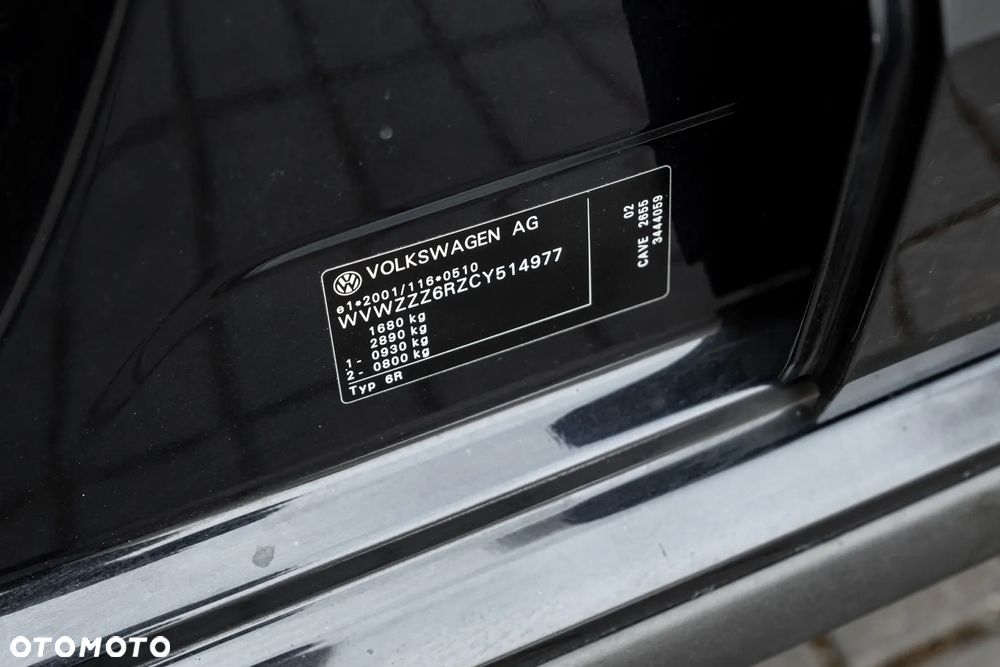 VOLKSWAGEN AG
e1*2001/116*0510
WVWZZZ6RZCY514977
1680 kg
2890 kg
1- 0930 kg
2- 0800 kg
Typ 6R
02
CAVE 2655
3444059
OTOMOTO